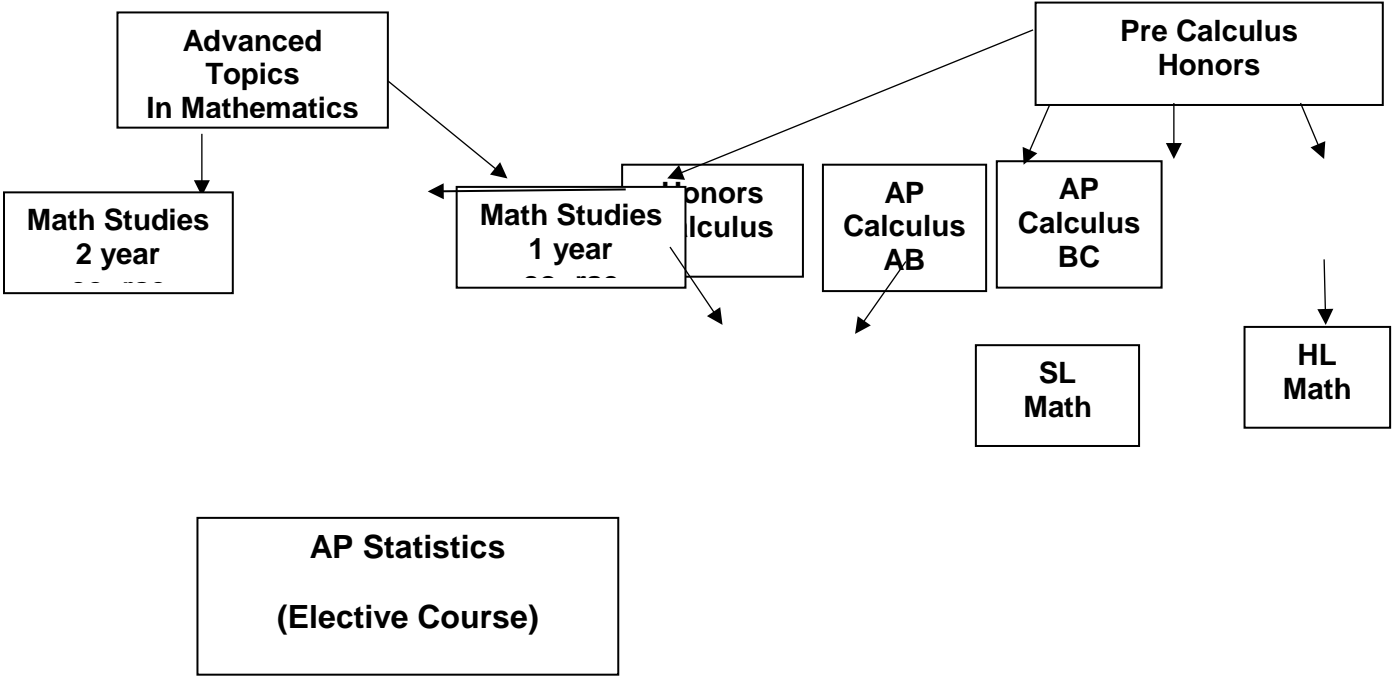 Advanced
Topics
In Mathematics
Pre Calculus
Honors
Math Studies
2 year
Math Studies
1 year
AP
Calculus
AB
AP
Calculus
BC
SL
Math
HL
Math
AP Statistics
(Elective Course)